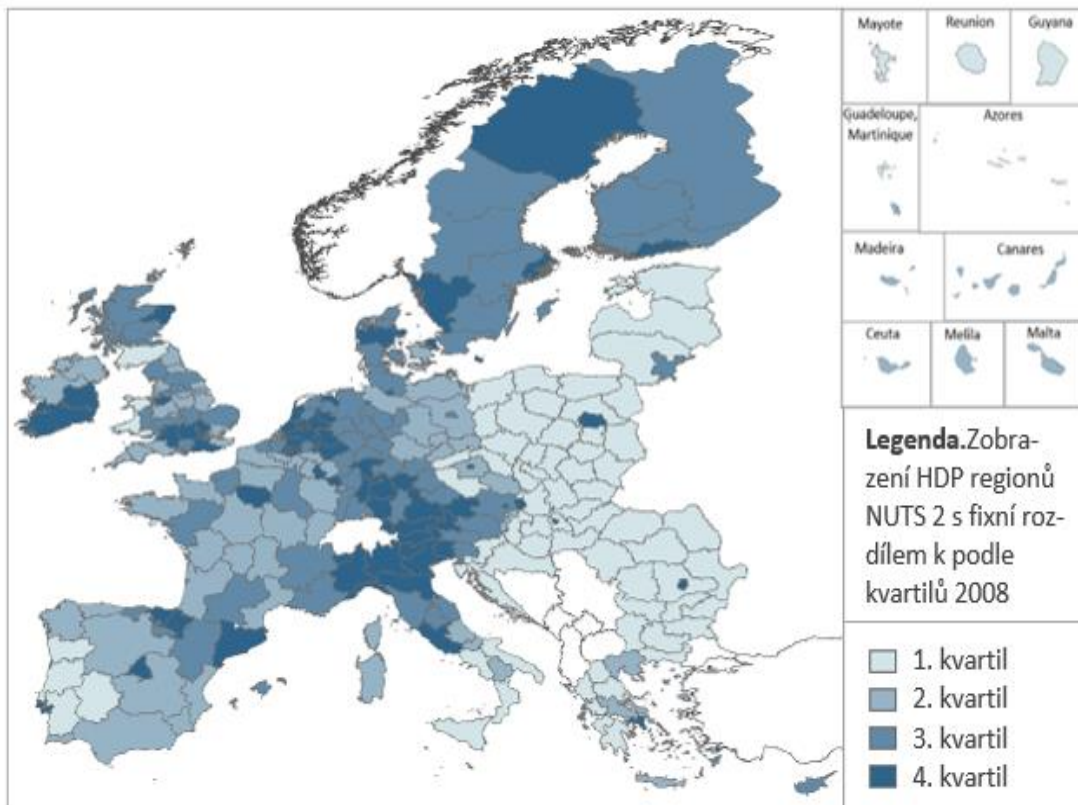 Mayote
Reunion
Guyana
Guadeloupe,
Martinique
Azores
Madeira
Canares
Ceuta
Melila
Malta
Legenda.Zobra-
zení HDP regionů
NUTS 2 s fixní roz-
dílem k podle
kvartilů 2008
1. kvartil
2. kvartil
3. kvartil
4. kvartil